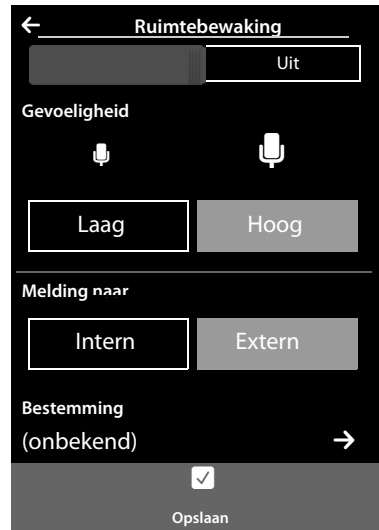 Ruimtebewaking
Uit
Gevoeligheid
Laag Hoog
Melding naar
Intern Extern
Bestemming
(onbekend)
Opslaan